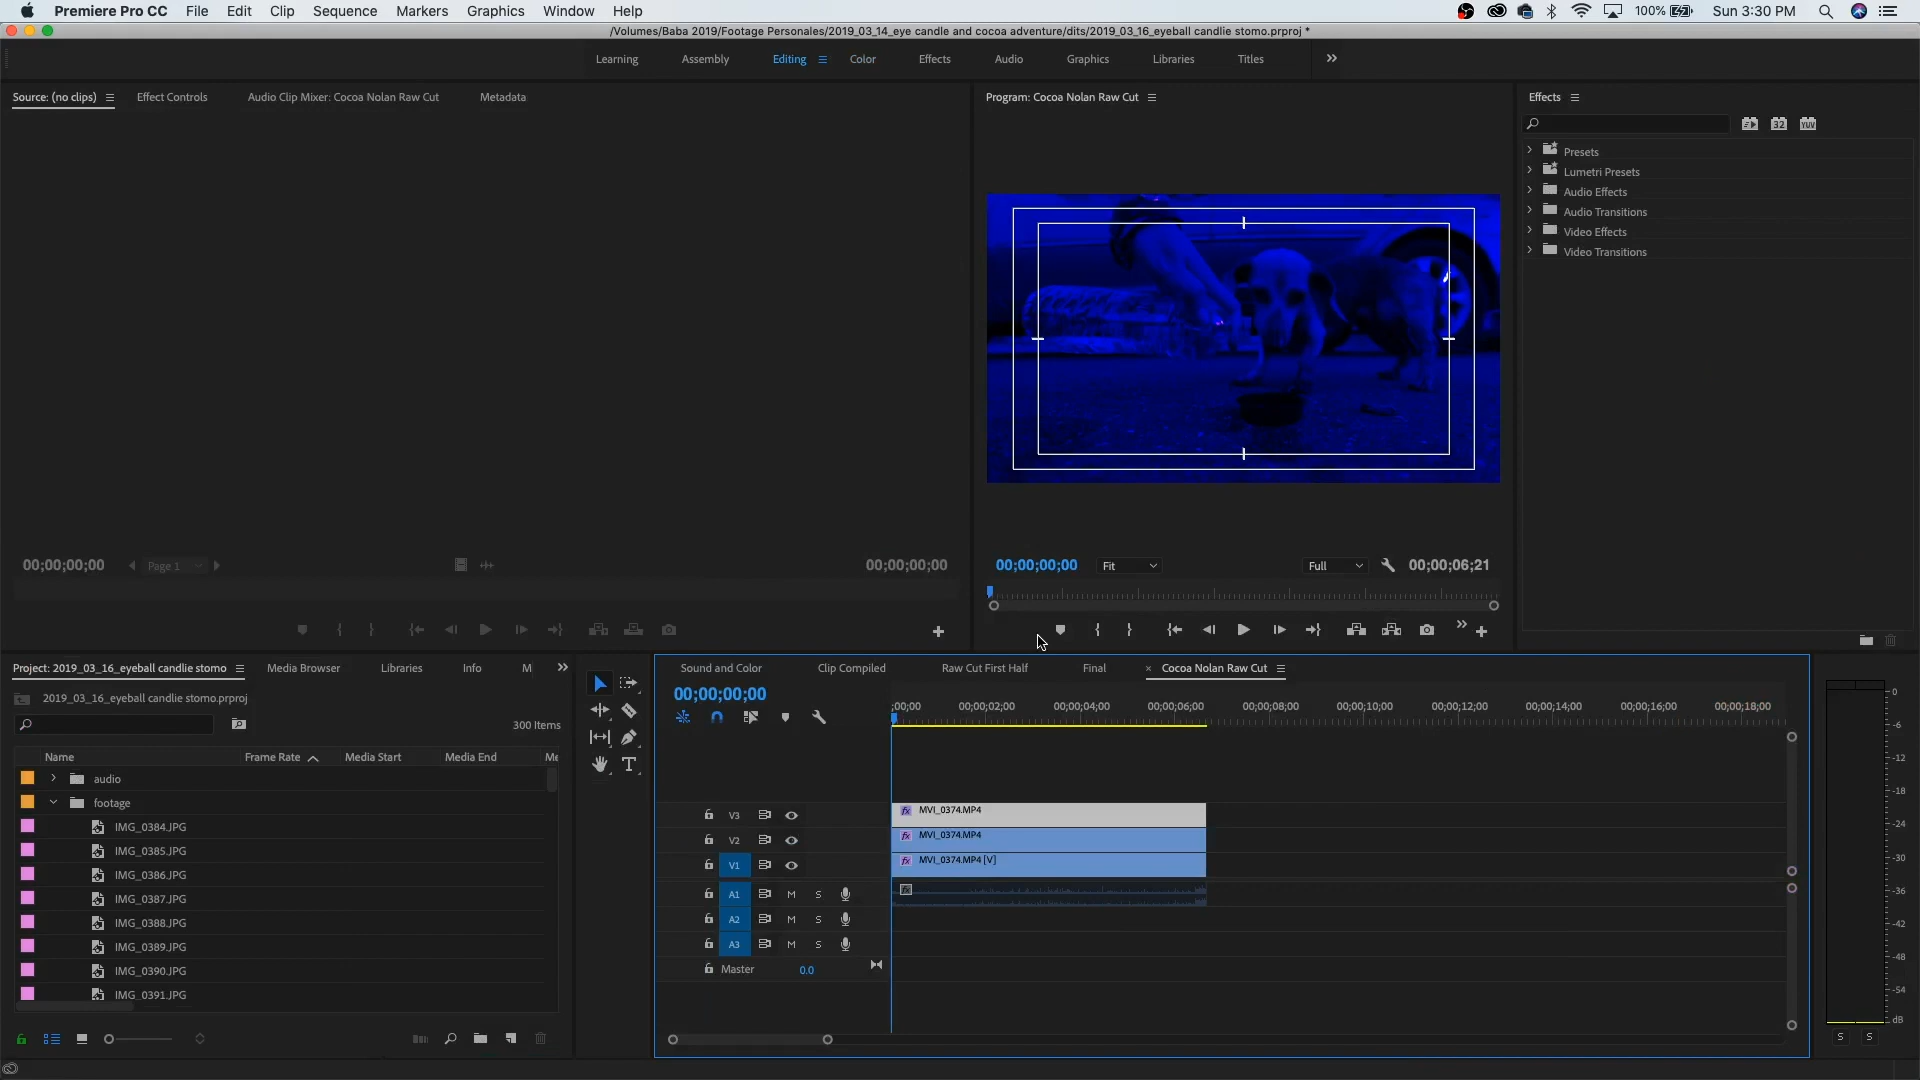 Premiere Pro CC File Edit Clip Sequence Markers Graphics Window Help 100% Sun 3:30 PM
/Volumes/Baba 2019/Footage Personales/2019_03_14_eye candle and cocoa adventure/dits/2019_03_16_eyeball candlie stomo.prproj *
Learning Assembly Editing Color Effects Audio Graphics Libraries Titles
Source: (no clips) Effect Controls Audio Clip Mixer: Cocoa Nolan Raw Cut Metadata
Program: Cocoa Nolan Raw Cut
Effects
32 YUV
Presets
Lumetri Presets
Audio Effects
Audio Transitions
Video Effects
Video Transitions
00;00;00;00 Page 1 00;00;00;00
00;00;00;00 Fit Full 00;00;06;21
Project: 2019_03_16_eyeball candlie stomo Media Browser Libraries Info M
2019_03_16_eyeball candlie stomo.prproj
300 Items
Name Frame Rate Media Start Media End Me
audio
footage
IMG_0384.JPG
IMG_0385.JPG
IMG_0386.JPG
IMG_0387.JPG
IMG_0388.JPG
IMG_0389.JPG
IMG_0390.JPG
IMG_0391.JPG
Sound and Color Clip Compiled Raw Cut First Half Final × Cocoa Nolan Raw Cut
00;00;00;00
;00;00 00;00;02;00 00;00;04;00 00;00;06;00 00;00;08;00 00;00;10;00 00;00;12;00 00;00;14;00 00;00;16;00 00;00;18;00
V3 fx MVI_0374.MP4
V2 fx MVI_0374.MP4
V1 fx MVI_0374.MP4 [V]
A1 M S fx
A2 M S
A3 M S
Master 0.0
0
-6
-12
-18
-24
-30
-36
-42
-48
-54
dB
S S